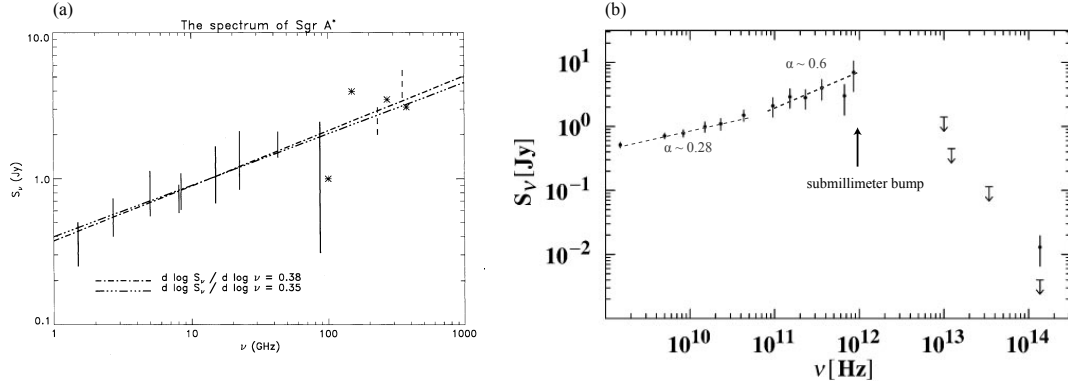 (a)
The spectrum of Sgr A*
10.0
1.0
0.1
S_ν (Jy)
d log S_ν / d log ν = 0.38
d log S_ν / d log ν = 0.35
1
10
100
1000
ν (GHz)
(b)
10^1
10^0
10^-1
10^-2
S_ν [Jy]
α ~ 0.6
α ~ 0.28
submillimeter bump
10^10
10^11
10^12
10^13
10^14
ν [Hz]